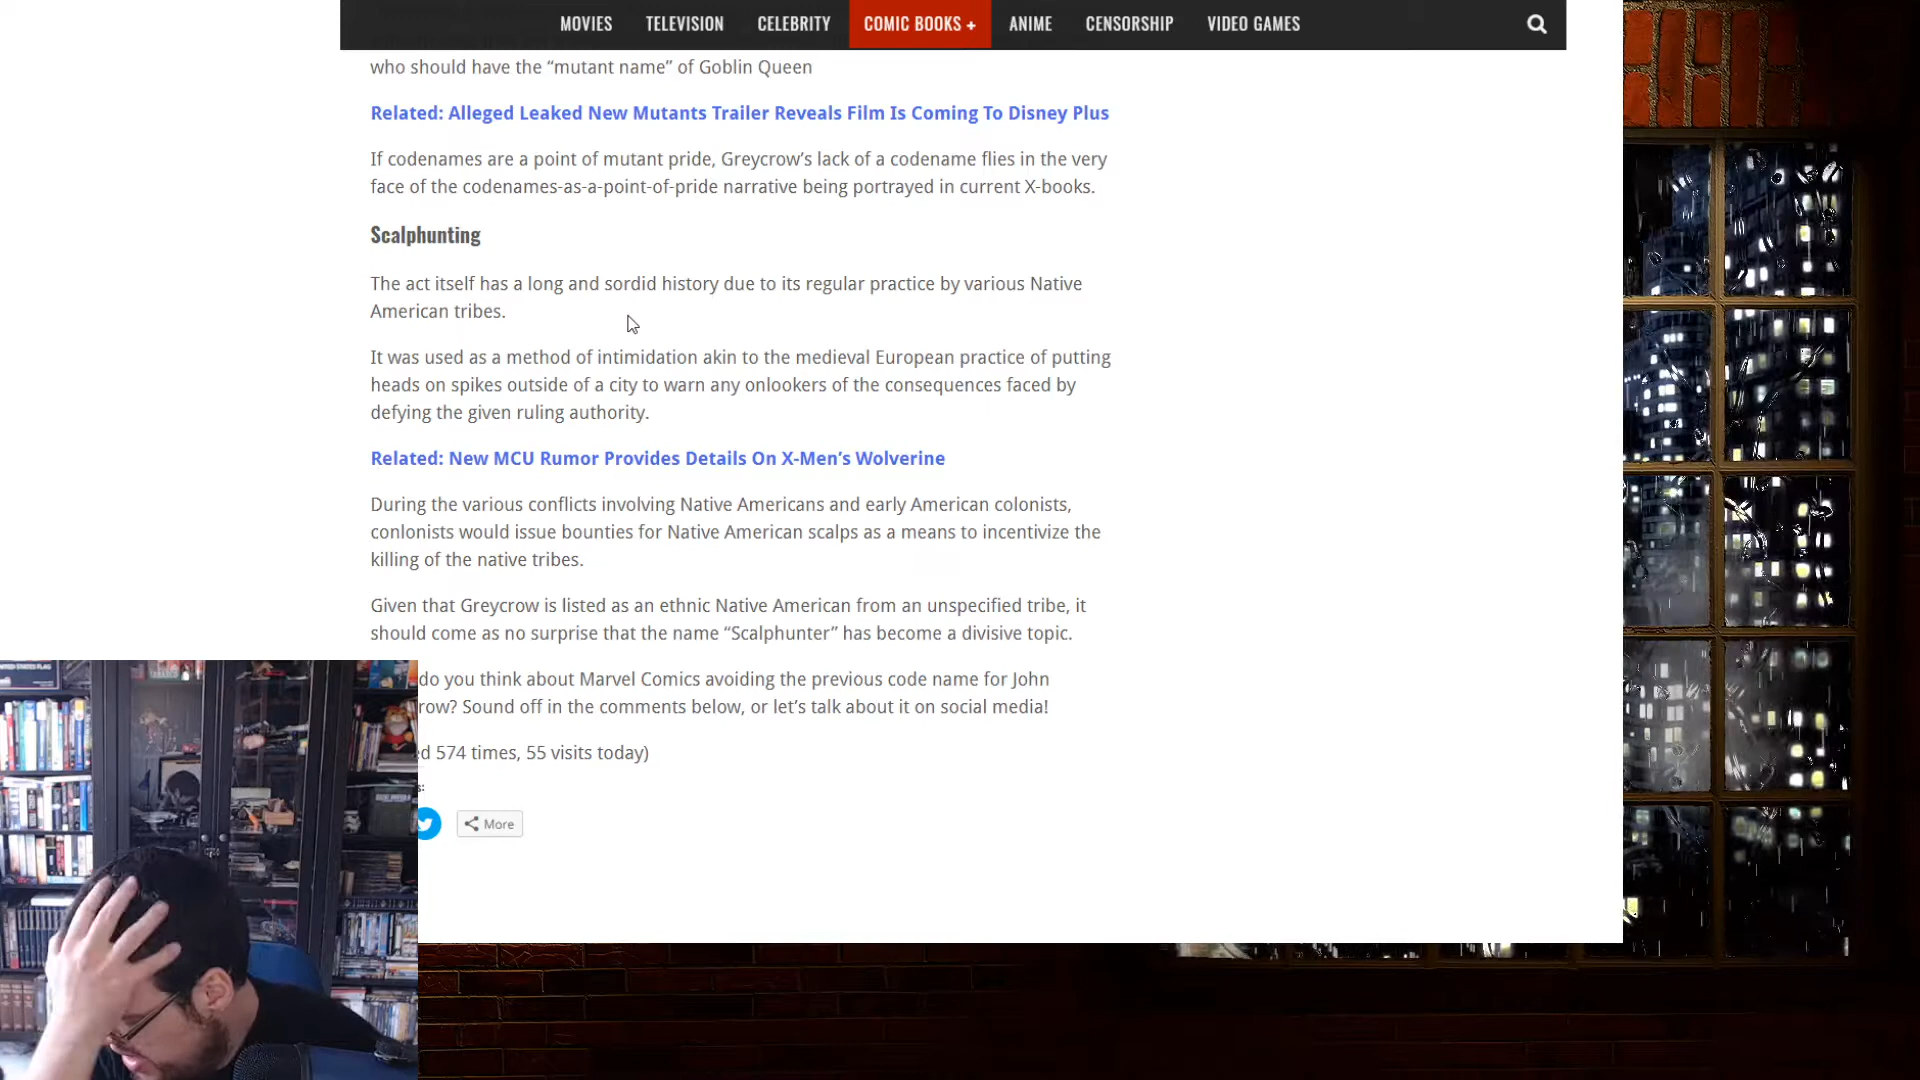 MOVIES TELEVISION CELEBRITY COMIC BOOKS + ANIME CENSORSHIP VIDEO GAMES
who should have the “mutant name” of Goblin Queen
Related: Alleged Leaked New Mutants Trailer Reveals Film Is Coming To Disney Plus
If codenames are a point of mutant pride, Greycrow’s lack of a codename flies in the very
face of the codenames-as-a-point-of-pride narrative being portrayed in current X-books.
Scalphunting
The act itself has a long and sordid history due to its regular practice by various Native
American tribes.
It was used as a method of intimidation akin to the medieval European practice of putting
heads on spikes outside of a city to warn any onlookers of the consequences faced by
defying the given ruling authority.
Related: New MCU Rumor Provides Details On X-Men’s Wolverine
During the various conflicts involving Native Americans and early American colonists,
conlonists would issue bounties for Native American scalps as a means to incentivize the
killing of the native tribes.
Given that Greycrow is listed as an ethnic Native American from an unspecified tribe, it
should come as no surprise that the name “Scalphunter” has become a divisive topic.
do you think about Marvel Comics avoiding the previous code name for John
row? Sound off in the comments below, or let’s talk about it on social media!
d 574 times, 55 visits today)
More